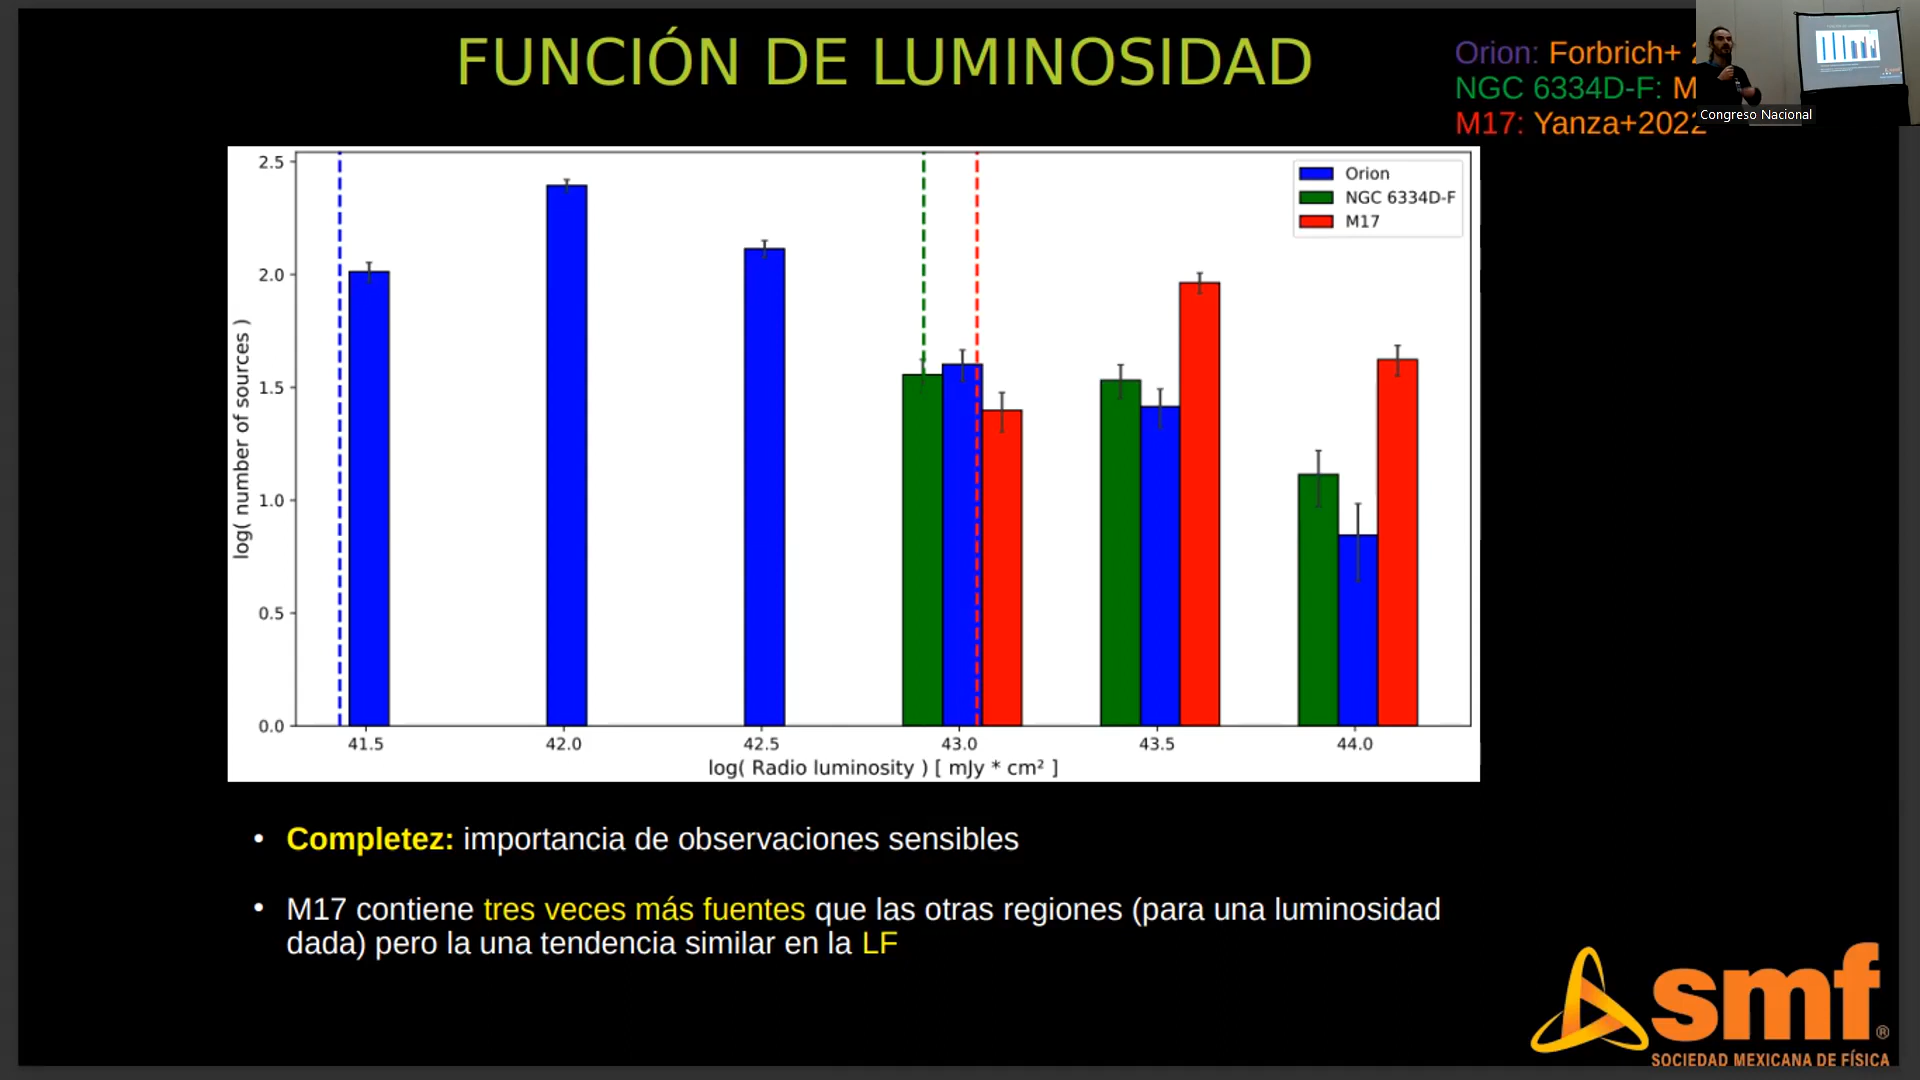 FUNCIÓN DE LUMINOSIDAD
Orion: Forbrich+
NGC 6334D-F:
M17: Yanza+2022
Congreso Nacional
Orion
NGC 6334D-F
M17
2.5
2.0
1.5
1.0
0.5
0.0
log( number of sources )
41.5 42.0 42.5 43.0 43.5 44.0
log( Radio luminosity ) [ mJy * cm² ]
• Completez: importancia de observaciones sensibles
• M17 contiene tres veces más fuentes que las otras regiones (para una luminosidad
dada) pero la una tendencia similar en la LF
smf®
SOCIEDAD MEXICANA DE FÍSICA